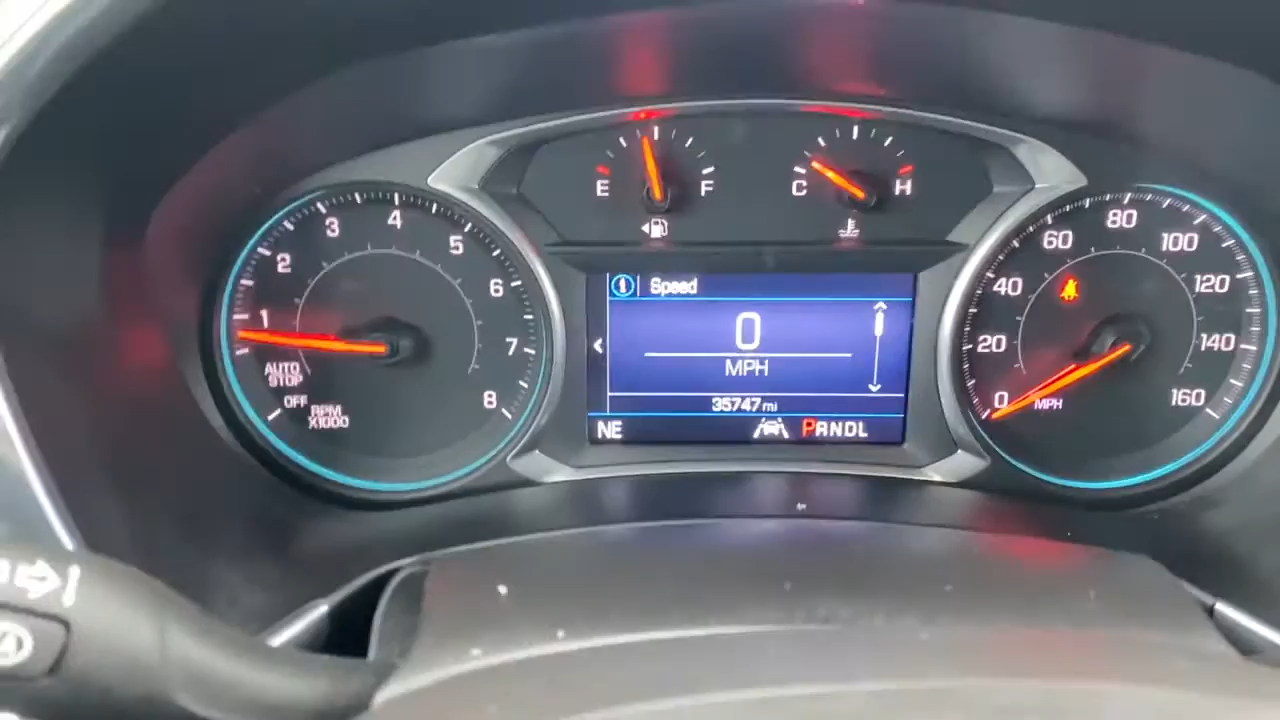 E F
C H
1 2 3 4 5 6 7 8
AUTO
STOP
OFF
RPM
X1000
Speed
0
MPH
35747 mi
NE
PRNDL
0 20 40 60 80 100 120 140 160
MPH
A